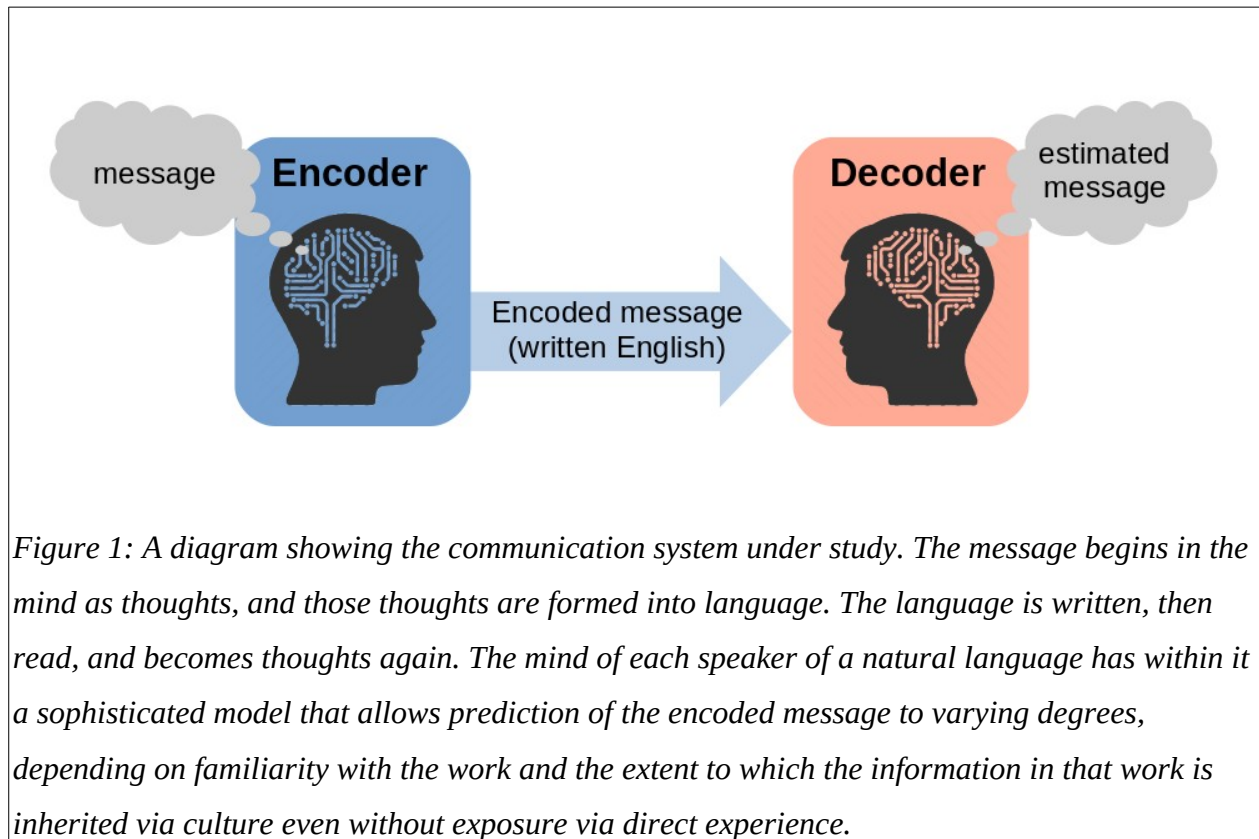 message
Encoder
Encoded message
(written English)
Decoder
estimated
message
Figure 1: A diagram showing the communication system under study. The message begins in the
mind as thoughts, and those thoughts are formed into language. The language is written, then
read, and becomes thoughts again. The mind of each speaker of a natural language has within it
a sophisticated model that allows prediction of the encoded message to varying degrees,
depending on familiarity with the work and the extent to which the information in that work is
inherited via culture even without exposure via direct experience.